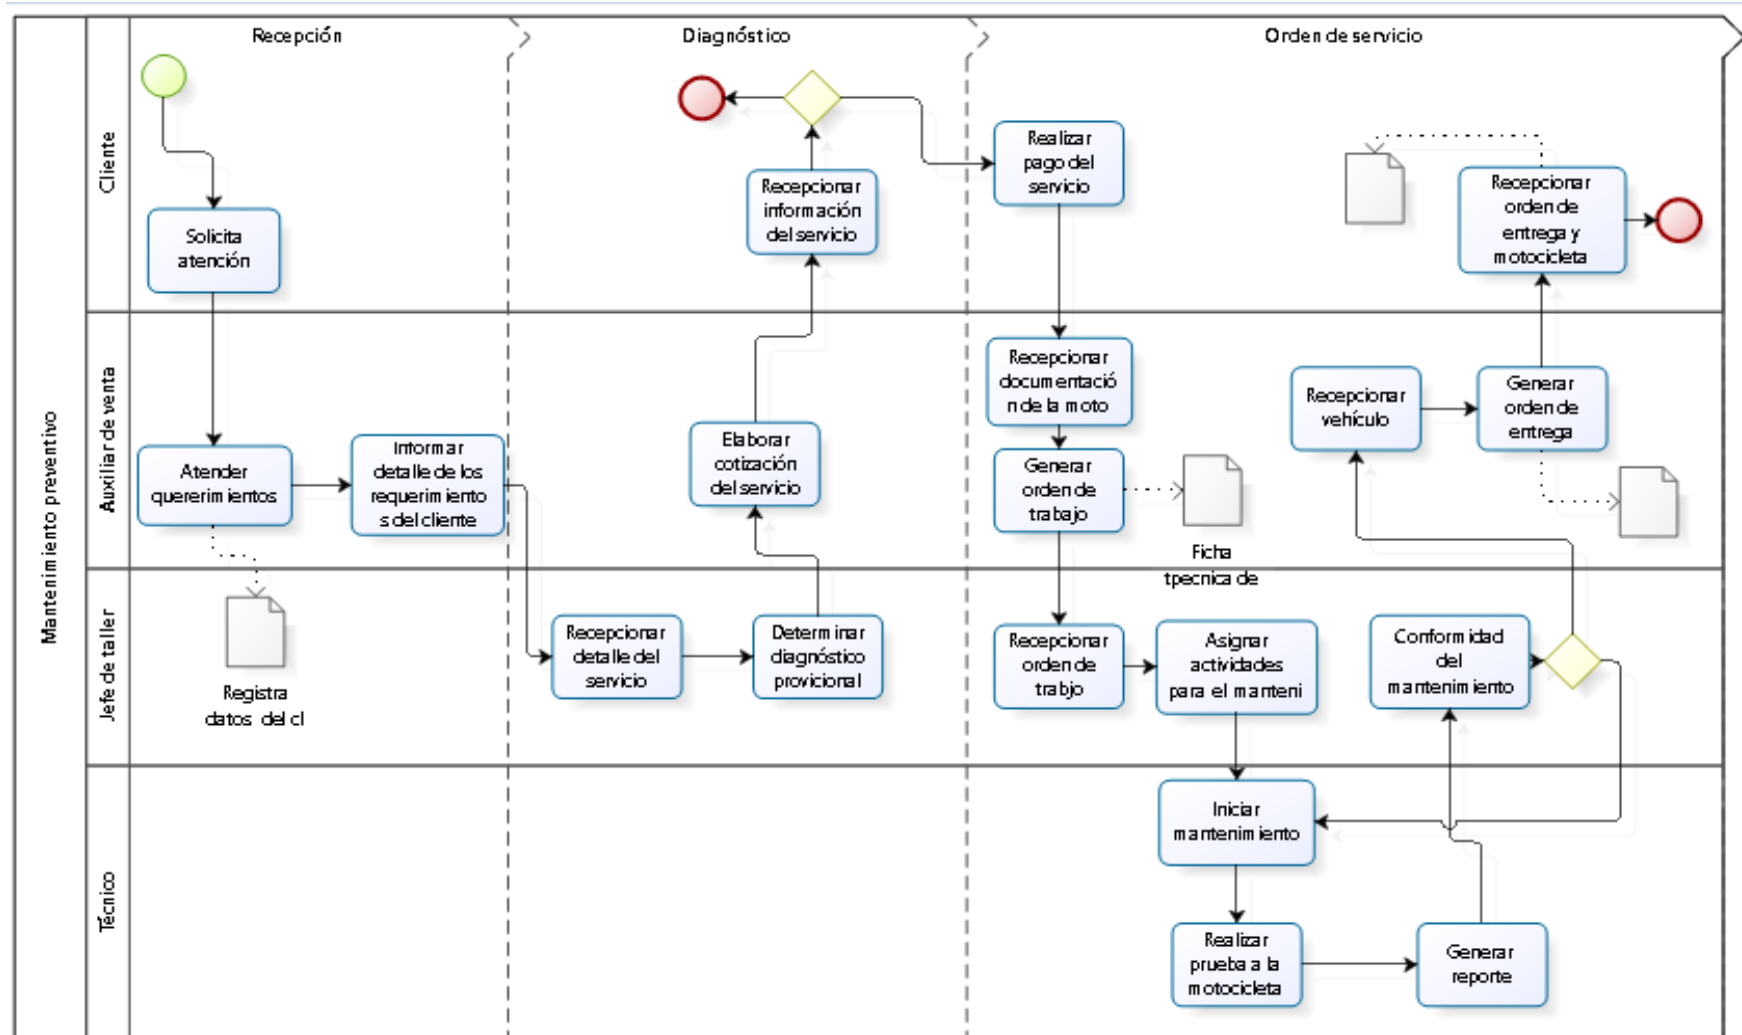 Recepción
Diagnóstico
Orden de servicio
Mantenimiento preventivo
Cliente
Solicita
atención
Recepcionar
información
del servicio
Realizar
pago del
servicio
Recepcionar
orden de
entrega y
motocicleta
Auxiliar de venta
Atender
quererimientos
Informar
detalle de los
requerimiento
s del cliente
Elaborar
cotización
del servicio
Recepcionar
documentació
n de la moto
Generar
orden de
trabajo
Ficha
tpecnica de
Recepcionar
vehículo
Generar
orden de
entrega
Jefe de taller
Registra
datos del cl
Recepcionar
detalle del
servicio
Determinar
diagnóstico
provicional
Recepcionar
orden de
trabjo
Asignar
actividades
para el manteni
Conformidad
del
mantenimiento
Técnico
Iniciar
mantenimiento
Realizar
prueba a la
motocicleta
Generar
reporte